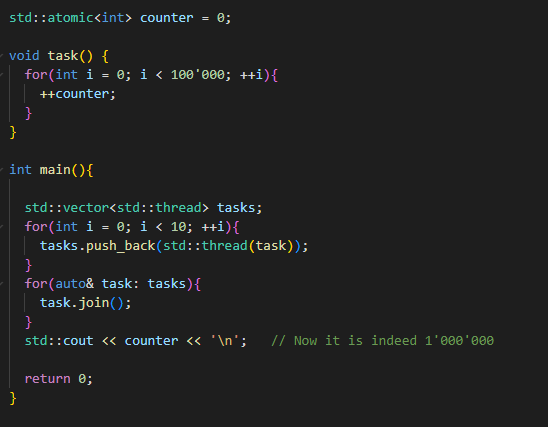 std::atomic<int> counter = 0;
void task() {
for(int i = 0; i < 100'000; ++i){
++counter;
}
}
int main(){
std::vector<std::thread> tasks;
for(int i = 0; i < 10; ++i){
tasks.push_back(std::thread(task));
}
for(auto& task: tasks){
task.join();
}
std::cout << counter << '\n';   // Now it is indeed 1'000'000
return 0;
}